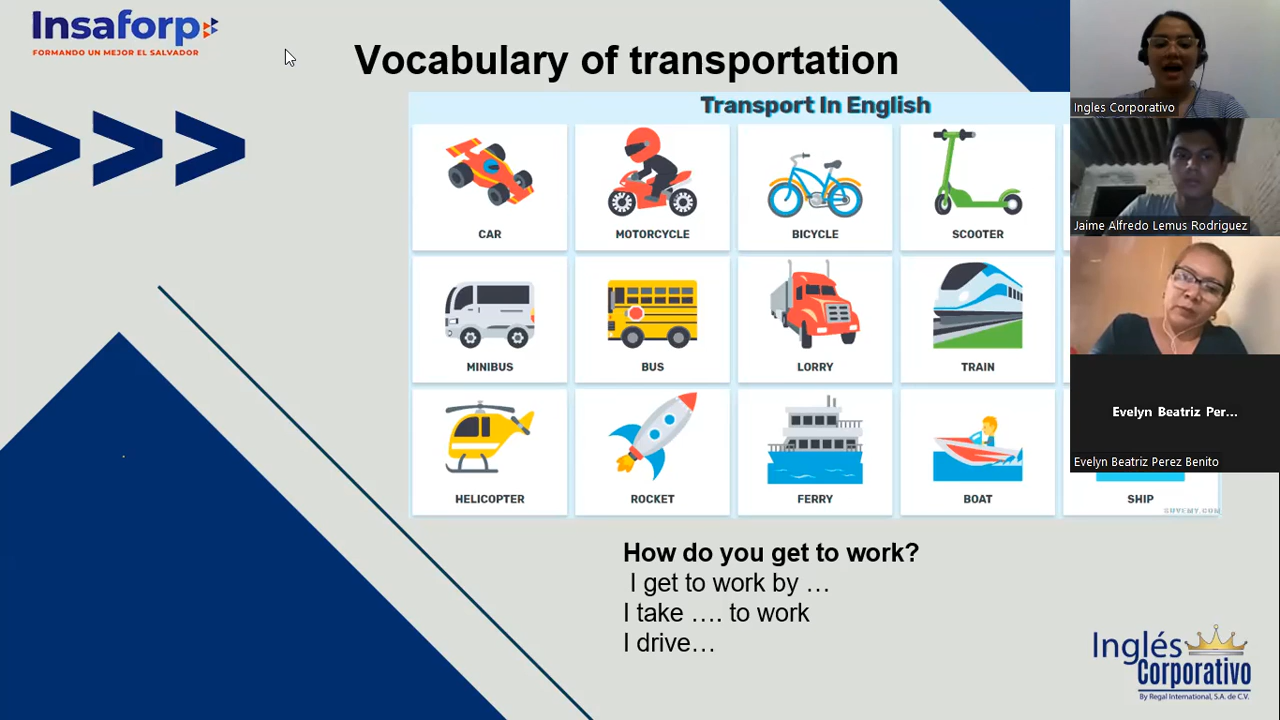 Insaforp
FORMANDO UN MEJOR EL SALVADOR
Vocabulary of transportation
>>>
Transport In English
CAR
MOTORCYCLE
BICYCLE
SCOOTER
MINIBUS
BUS
LORRY
TRAIN
HELICOPTER
ROCKET
FERRY
BOAT
SHIP
GUVEMY.COM
How do you get to work?
I get to work by …
I take …. to work
I drive…
Ingles Corporativo
Jaime Alfredo Lemus Rodriguez
Evelyn Beatriz Per...
Evelyn Beatriz Perez Benito
Inglés
Corporativo
By Regal International, S.A. de C.V.